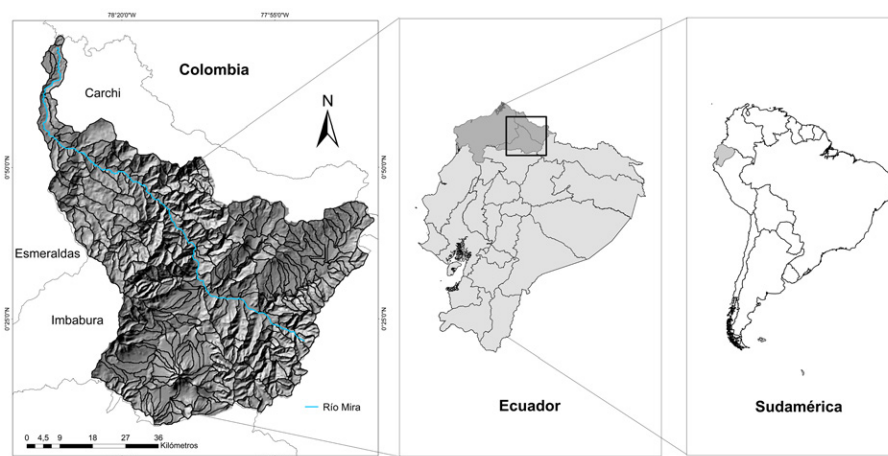 78°20'0"W 77°55'0"W
Colombia
Carchi
N
0°50'0"N
0°50'0"N
Esmeraldas
Imbabura
0°25'0"N
0°25'0"N
Río Mira
0 4,5 9 18 27 36
Kilómetros
Ecuador
Sudamérica